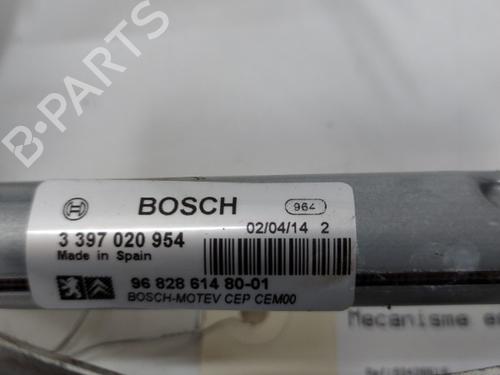 B-PARTS
BOSCH 964
02/04/14 2
3 397 020 954
Made in Spain
96 828 614 80-01
BOSCH-MOTEV CEP CEM00
Mecanisme